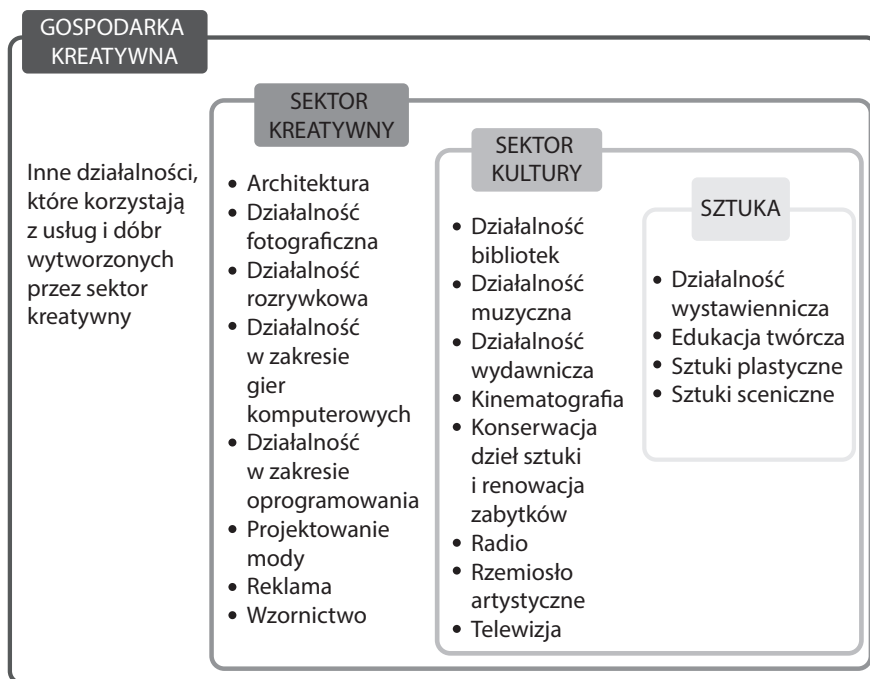 GOSPODARKA
KREATYWNA
Inne działalności,
które korzystają
z usług i dóbr
wytworzonych
przez sektor
kreatywny
SEKTOR
KREATYWNY
• Architektura
• Działalność
fotograficzna
• Działalność
rozrywkowa
• Działalność
w zakresie
gier
komputerowych
• Działalność
w zakresie
oprogramowania
• Projektowanie
mody
• Reklama
• Wzornictwo
SEKTOR
KULTURY
• Działalność
bibliotek
• Działalność
muzyczna
• Działalność
wydawnicza
• Kinematografia
• Konserwacja
dzieł sztuki
i renowacja
zabytków
• Radio
• Rzemiosło
artystyczne
• Telewizja
SZTUKA
• Działalność
wystawiennicza
• Edukacja twórcza
• Sztuki plastyczne
• Sztuki sceniczne